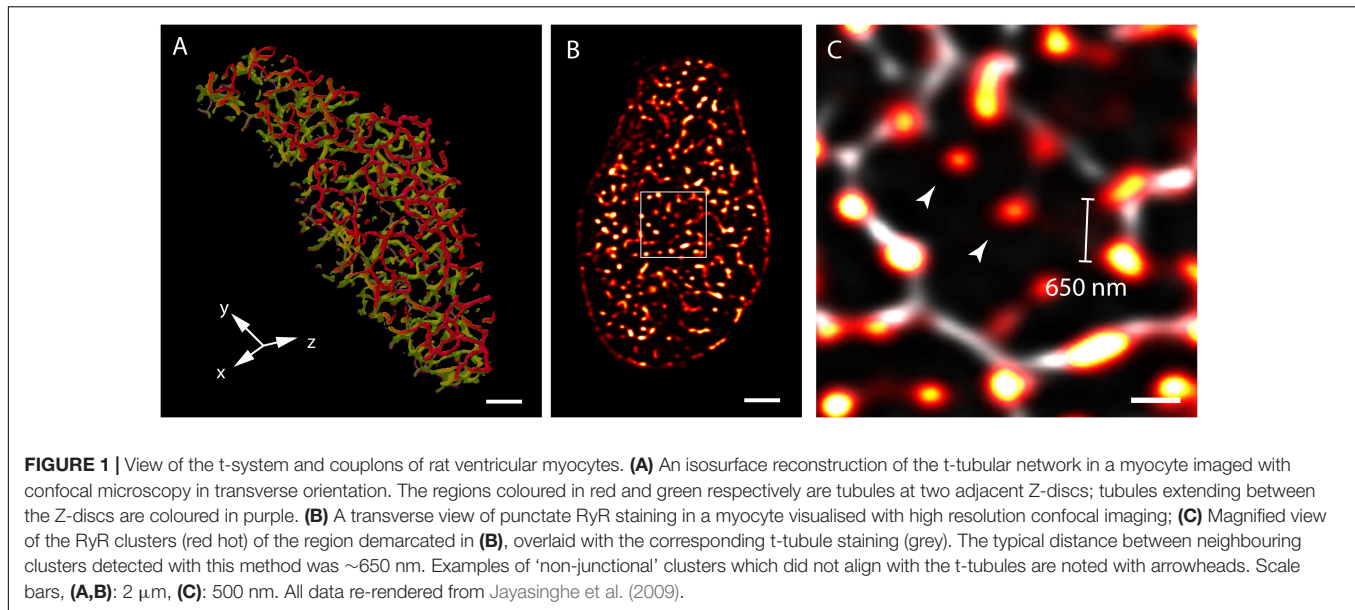 A
B
C
y
z
x
650 nm
FIGURE 1 | View of the t-system and couplons of rat ventricular myocytes. (A) An isosurface reconstruction of the t-tubular network in a myocyte imaged with
confocal microscopy in transverse orientation. The regions coloured in red and green respectively are tubules at two adjacent Z-discs; tubules extending between
the Z-discs are coloured in purple. (B) A transverse view of punctate RyR staining in a myocyte visualised with high resolution confocal imaging; (C) Magnified view
of the RyR clusters (red hot) of the region demarcated in (B), overlaid with the corresponding t-tubule staining (grey). The typical distance between neighbouring
clusters detected with this method was ∼650 nm. Examples of ‘non-junctional’ clusters which did not align with the t-tubules are noted with arrowheads. Scale
bars, (A,B): 2 μm, (C): 500 nm. All data re-rendered from Jayasinghe et al. (2009).